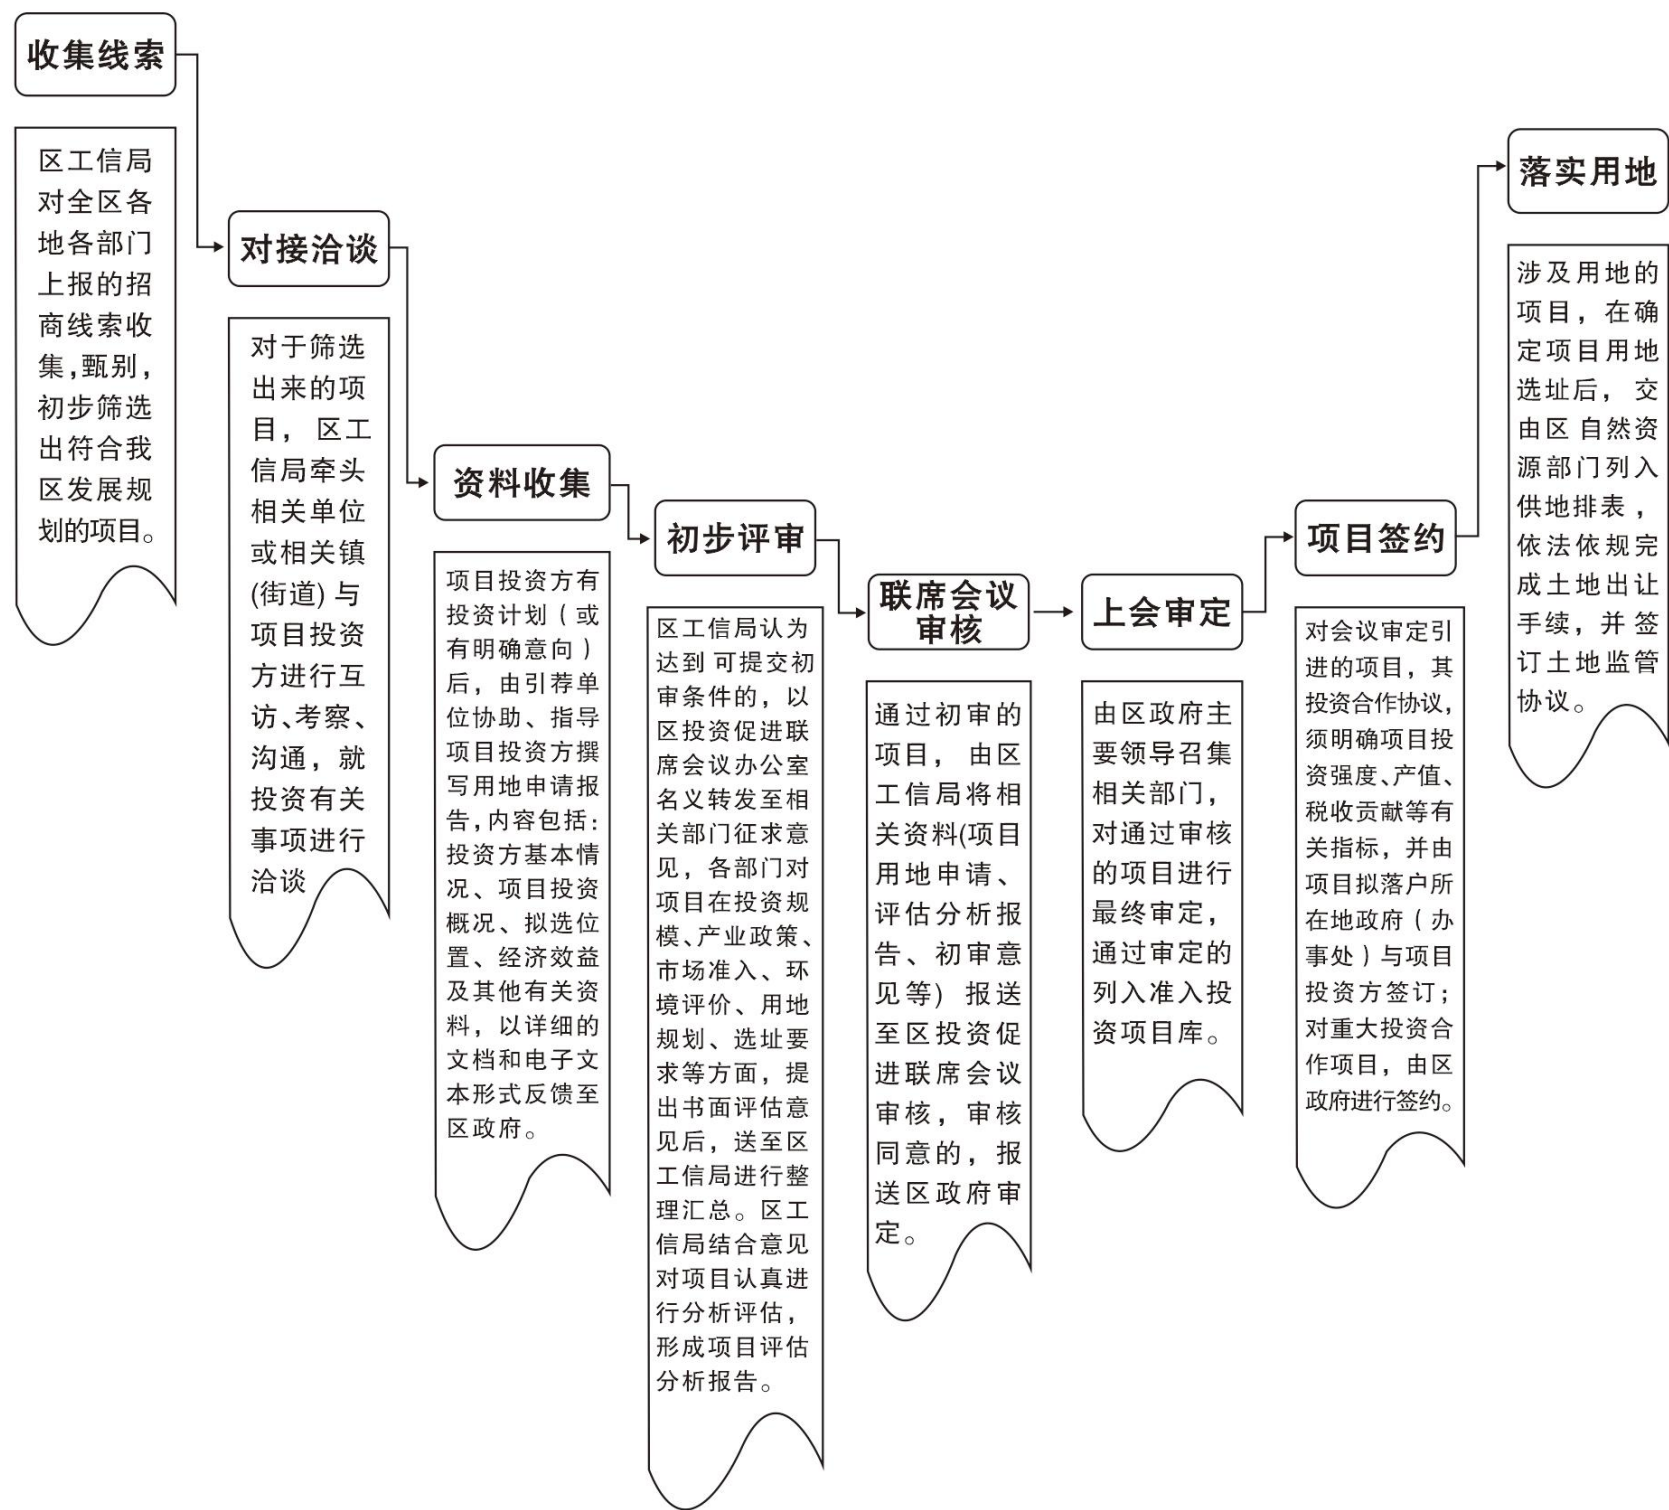 收集线索
区工信局
对全区各
地各部门
上报的招
商线索收
集,甄别,
初步筛选
出符合我
区发展规
划的项目。
对接洽谈
对于筛选
出来的项
目，区工
信局牵头
相关单位
或相关镇
(街道)与
项目投资
方进行互
访、考察、
沟通，就
投资有关
事项进行
洽谈
资料收集
项目投资方有
投资计划（或
有明确意向）
后，由引荐单
位协助、指导
项目投资方撰
写用地申请报
告,内容包括：
投资方基本情
况、项目投资
概况、拟选位
置、经济效益
及其他有关资
料，以详细的
文档和电子文
本形式反馈至
区政府。
初步评审
区工信局认为
达到可提交初
审条件的，以
区投资促进联
席会议办公室
名义转发至相
关部门征求意
见，各部门对
项目在投资规
模、产业政策、
市场准入、环
境评价、用地
规划、选址要
求等方面，提
出书面评估意
见后，送至区
工信局进行整
理汇总。区工
信局结合意见
对项目认真进
行分析评估，
形成项目评估
分析报告。
联席会议
审核
通过初审的
项目，由区
工信局将相
关资料(项目
用地申请、
评估分析报
告、初审意
见等）报送
至区投资促
进联席会议
审核，审核
同意的，报
送区政府审
定。
上会审定
由区政府主
要领导召集
相关部门，
对通过审核
的项目进行
最终审定，
通过审定的
列入准入投
资项目库。
项目签约
对会议审定引
进的项目，其
投资合作协议，
须明确项目投
资强度、产值、
税收贡献等有
关指标，并由
项目拟落户所
在地政府（办
事处）与项目
投资方签订；
对重大投资合
作项目，由区
政府进行签约。
落实用地
涉及用地的
项目，在确
定项目用地
选址后，交
由区自然资
源部门列入
供地排表，
依法依规完
成土地出让
手续，并签
订土地监管
协议。